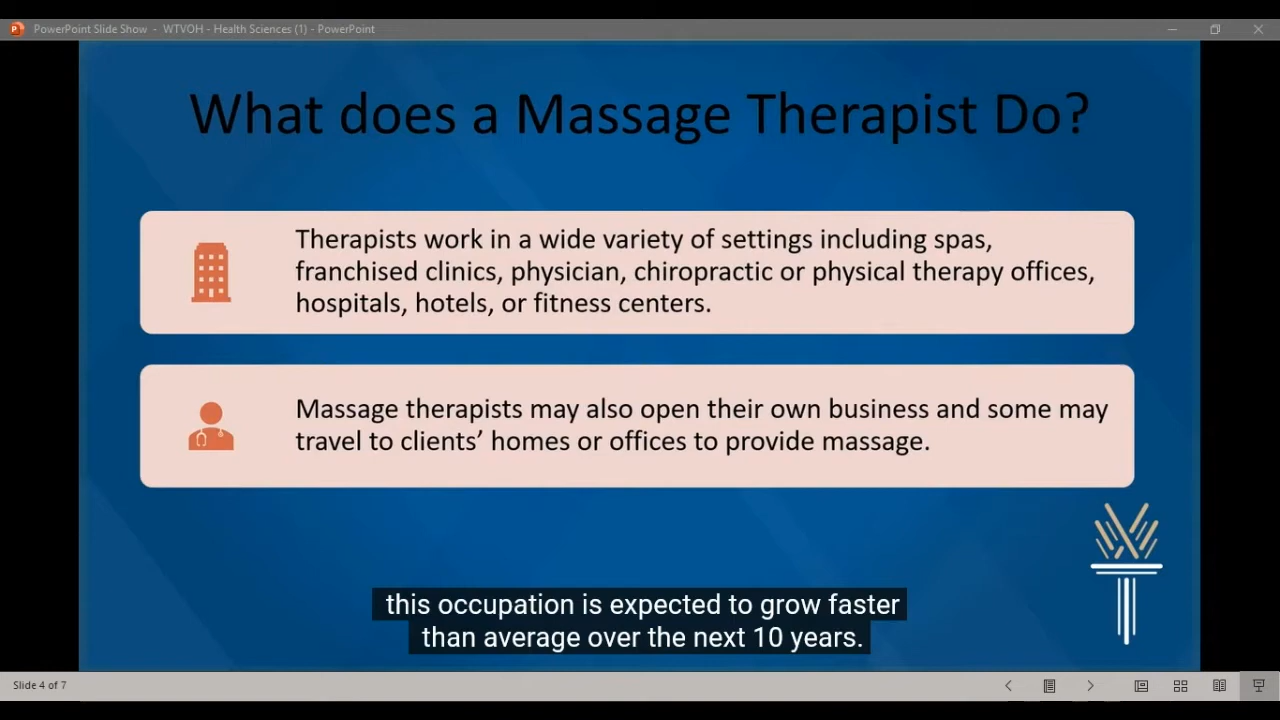 PowerPoint Slide Show - WTVOH - Health Sciences (1) - PowerPoint
What does a Massage Therapist Do?
Therapists work in a wide variety of settings including spas,
franchised clinics, physician, chiropractic or physical therapy offices,
hospitals, hotels, or fitness centers.
Massage therapists may also open their own business and some may
travel to clients’ homes or offices to provide massage.
this occupation is expected to grow faster
than average over the next 10 years.
Slide 4 of 7